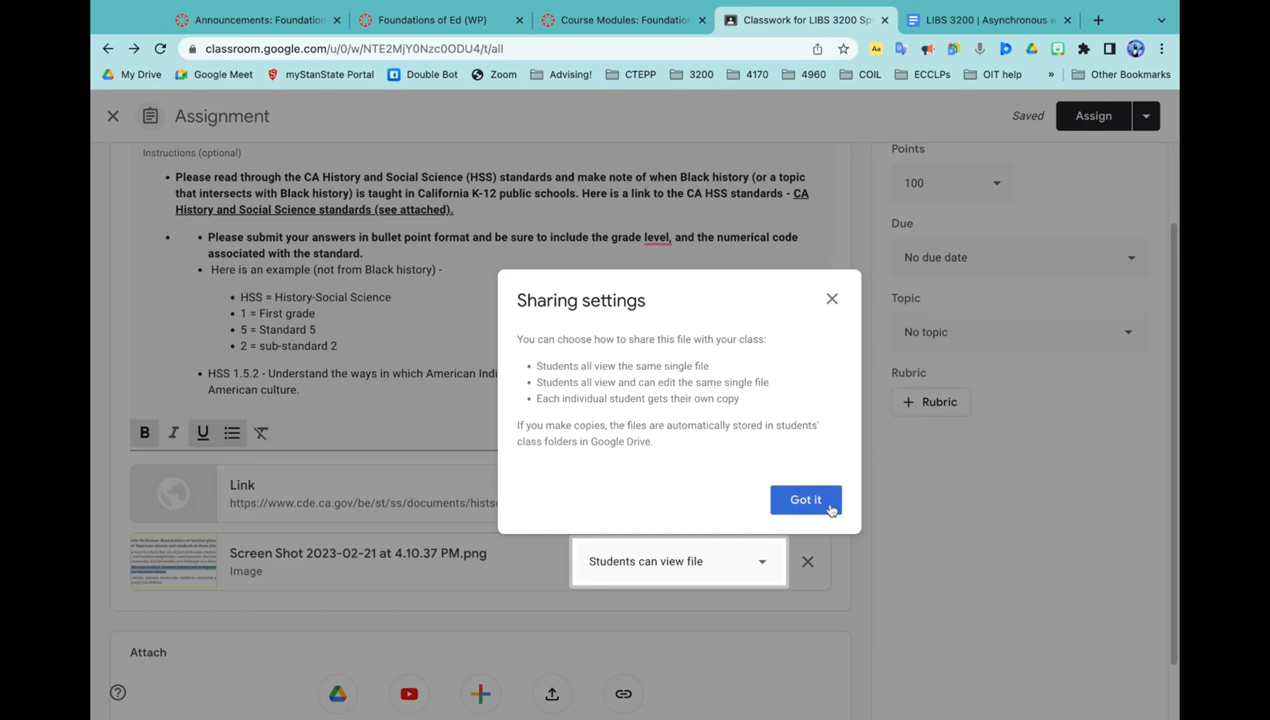 Announcements: Foundation
Foundations of Ed (WP)
Course Modules: Foundatio
Classwork for LIBS 3200 Sp
LIBS 3200 | Asynchronous w
classroom.google.com/u/0/w/NTE2MjY0Nzc0ODU4/t/all
My Drive
Google Meet
myStanState Portal
Double Bot
Zoom
Advising!
CTEPP
3200
4170
4960
COIL
ECCLPs
OIT help
»
Other Bookmarks
Assignment
Saved
Assign
Instructions (optional)
• Please read through the CA History and Social Science (HSS) standards and make note of when Black history (or a topic
that intersects with Black history) is taught in California K-12 public schools. Here is a link to the CA HSS standards - CA
History and Social Science standards (see attached).
• • Please submit your answers in bullet point format and be sure to include the grade level, and the numerical code
associated with the standard.
• Here is an example (not from Black history) -
• HSS = History-Social Science
• 1 = First grade
• 5 = Standard 5
• 2 = sub-standard 2
• HSS 1.5.2 - Understand the ways in which American Indi
American culture.
B I U
Link
https://www.cde.ca.gov/be/st/ss/documents/histso
Screen Shot 2023-02-21 at 4.10.37 PM.png
Image
Students can view file
Attach
Sharing settings
You can choose how to share this file with your class:
• Students all view the same single file
• Students all view and can edit the same single file
• Each individual student gets their own copy
If you make copies, the files are automatically stored in students'
class folders in Google Drive.
Got it
Points
100
Due
No due date
Topic
No topic
Rubric
+ Rubric